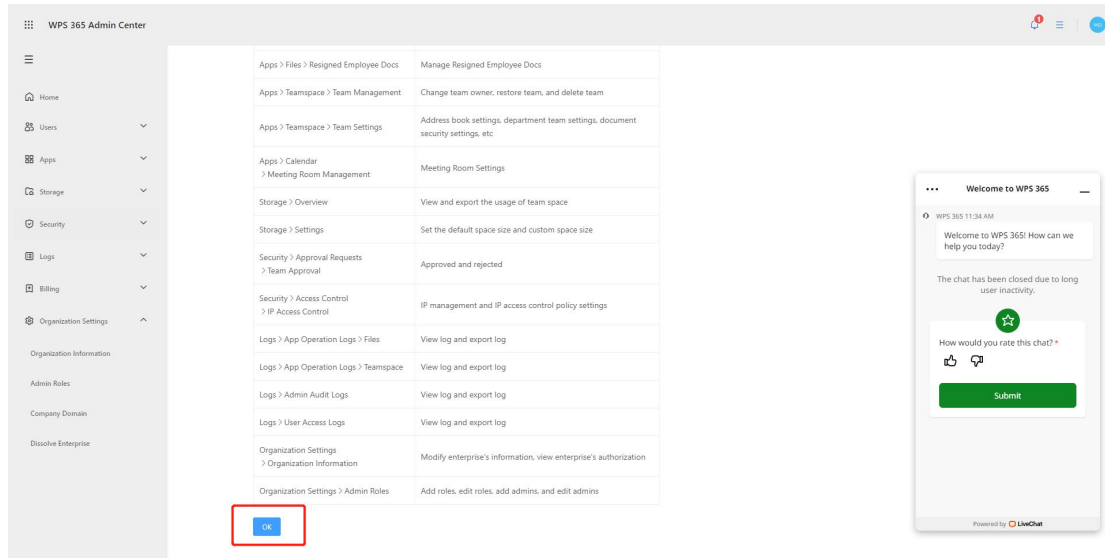 WPS 365 Admin Center
1
WD
Home
Users
Apps
Storage
Security
Logs
Billing
Organization Settings
Organization Information
Admin Roles
Company Domain
Dissolve Enterprise
Apps > Files > Resigned Employee Docs
Manage Resigned Employee Docs
Apps > Teamspace > Team Management
Change team owner, restore team, and delete team
Apps > Teamspace > Team Settings
Address book settings, department team settings, document
security settings, etc
Apps > Calendar
> Meeting Room Management
Meeting Room Settings
Storage > Overview
View and export the usage of team space
Storage > Settings
Set the default space size and custom space size
Security > Approval Requests
> Team Approval
Approved and rejected
Security > Access Control
> IP Access Control
IP management and IP access control policy settings
Logs > App Operation Logs > Files
View log and export log
Logs > App Operation Logs > Teamspace
View log and export log
Logs > Admin Audit Logs
View log and export log
Logs > User Access Logs
View log and export log
Organization Settings
> Organization Information
Modify enterprise's information, view enterprise's authorization
Organization Settings > Admin Roles
Add roles, edit roles, add admins, and edit admins
OK
Welcome to WPS 365
WPS 365 11:34 AM
Welcome to WPS 365! How can we
help you today?
The chat has been closed due to long
user inactivity.
How would you rate this chat? *
Submit
Powered by LiveChat